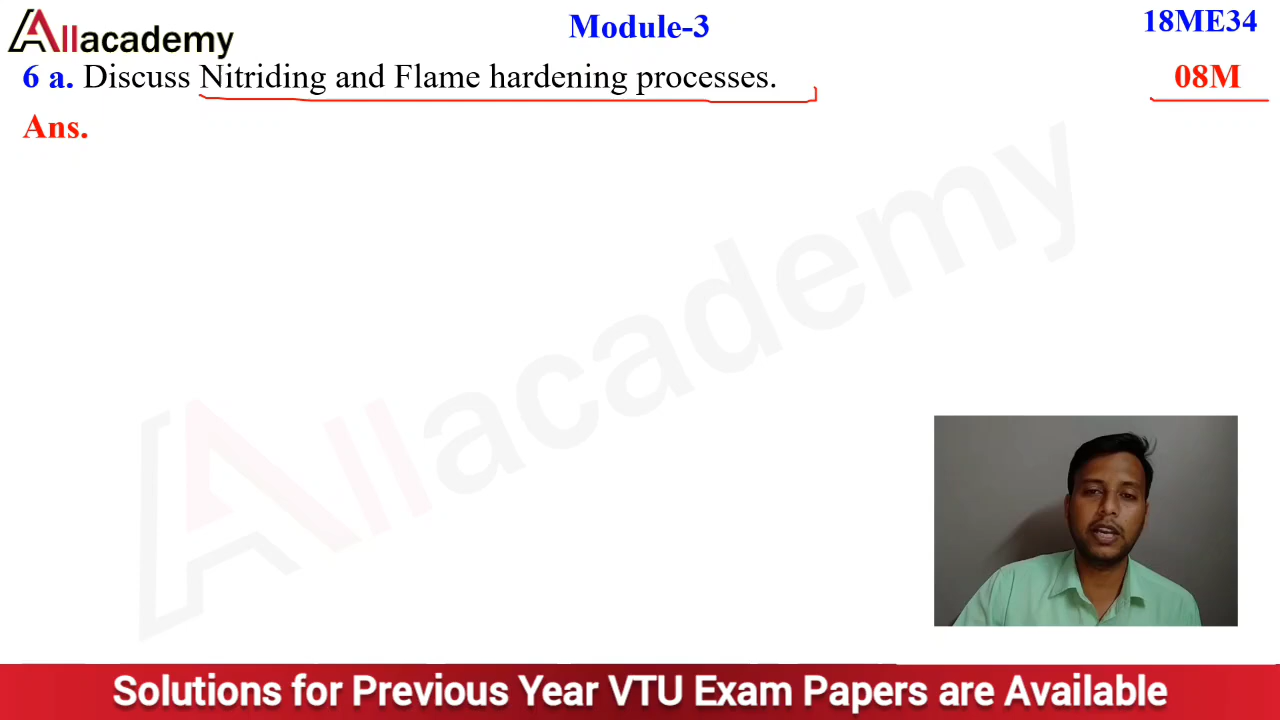 Allacademy
Module-3
18ME34
6 a. Discuss Nitriding and Flame hardening processes.
08M
Ans.
Allacademy
Solutions for Previous Year VTU Exam Papers are Available